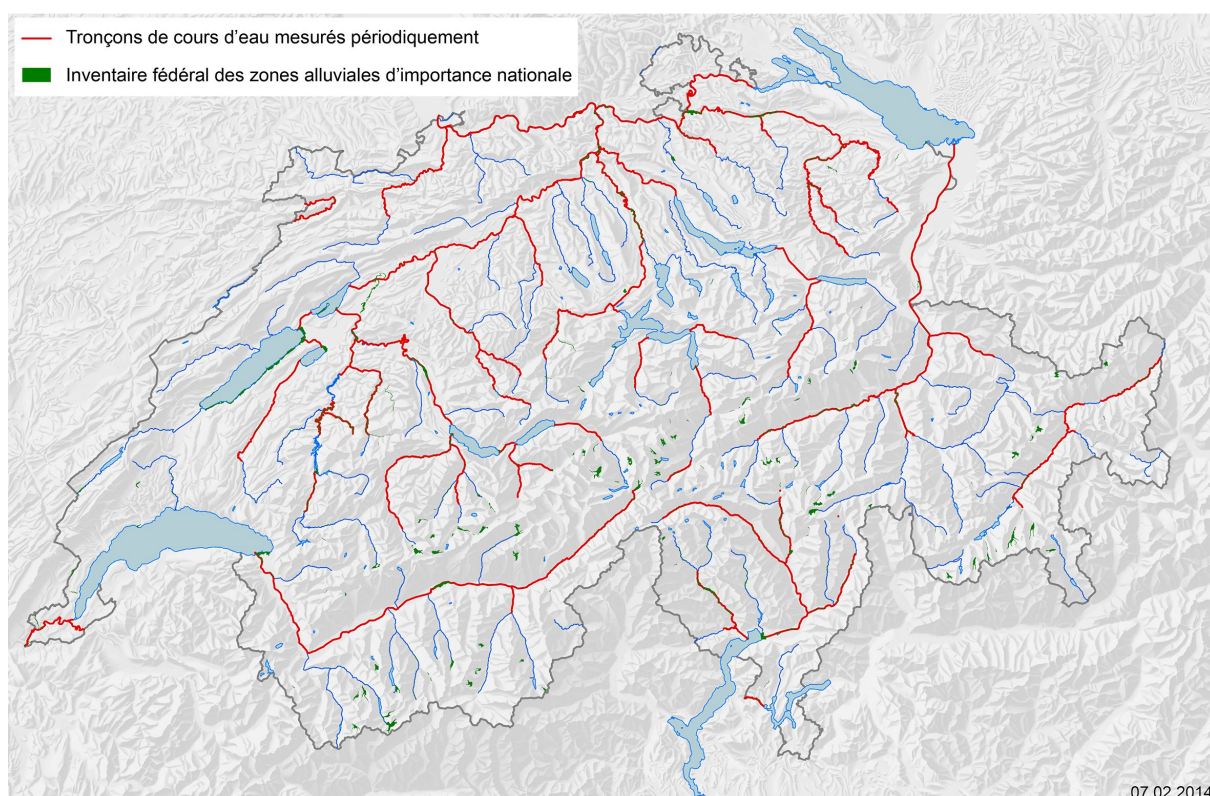 Tronçons de cours d'eau mesurés périodiquement
Inventaire fédéral des zones alluviales d'importance nationale
07.02.2014